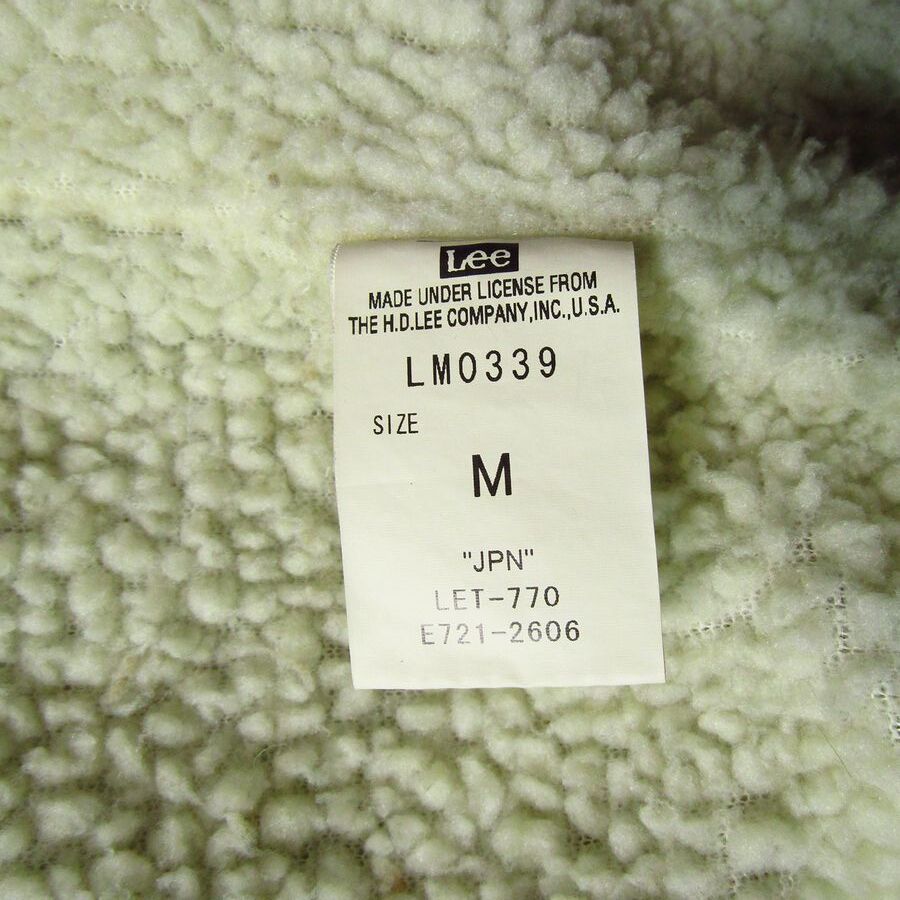 Lee
MADE UNDER LICENSE FROM
THE H.D.LEE COMPANY,INC.,U.S.A.
LM0339
SIZE
M
"JPN"
LET-770
E721-2606